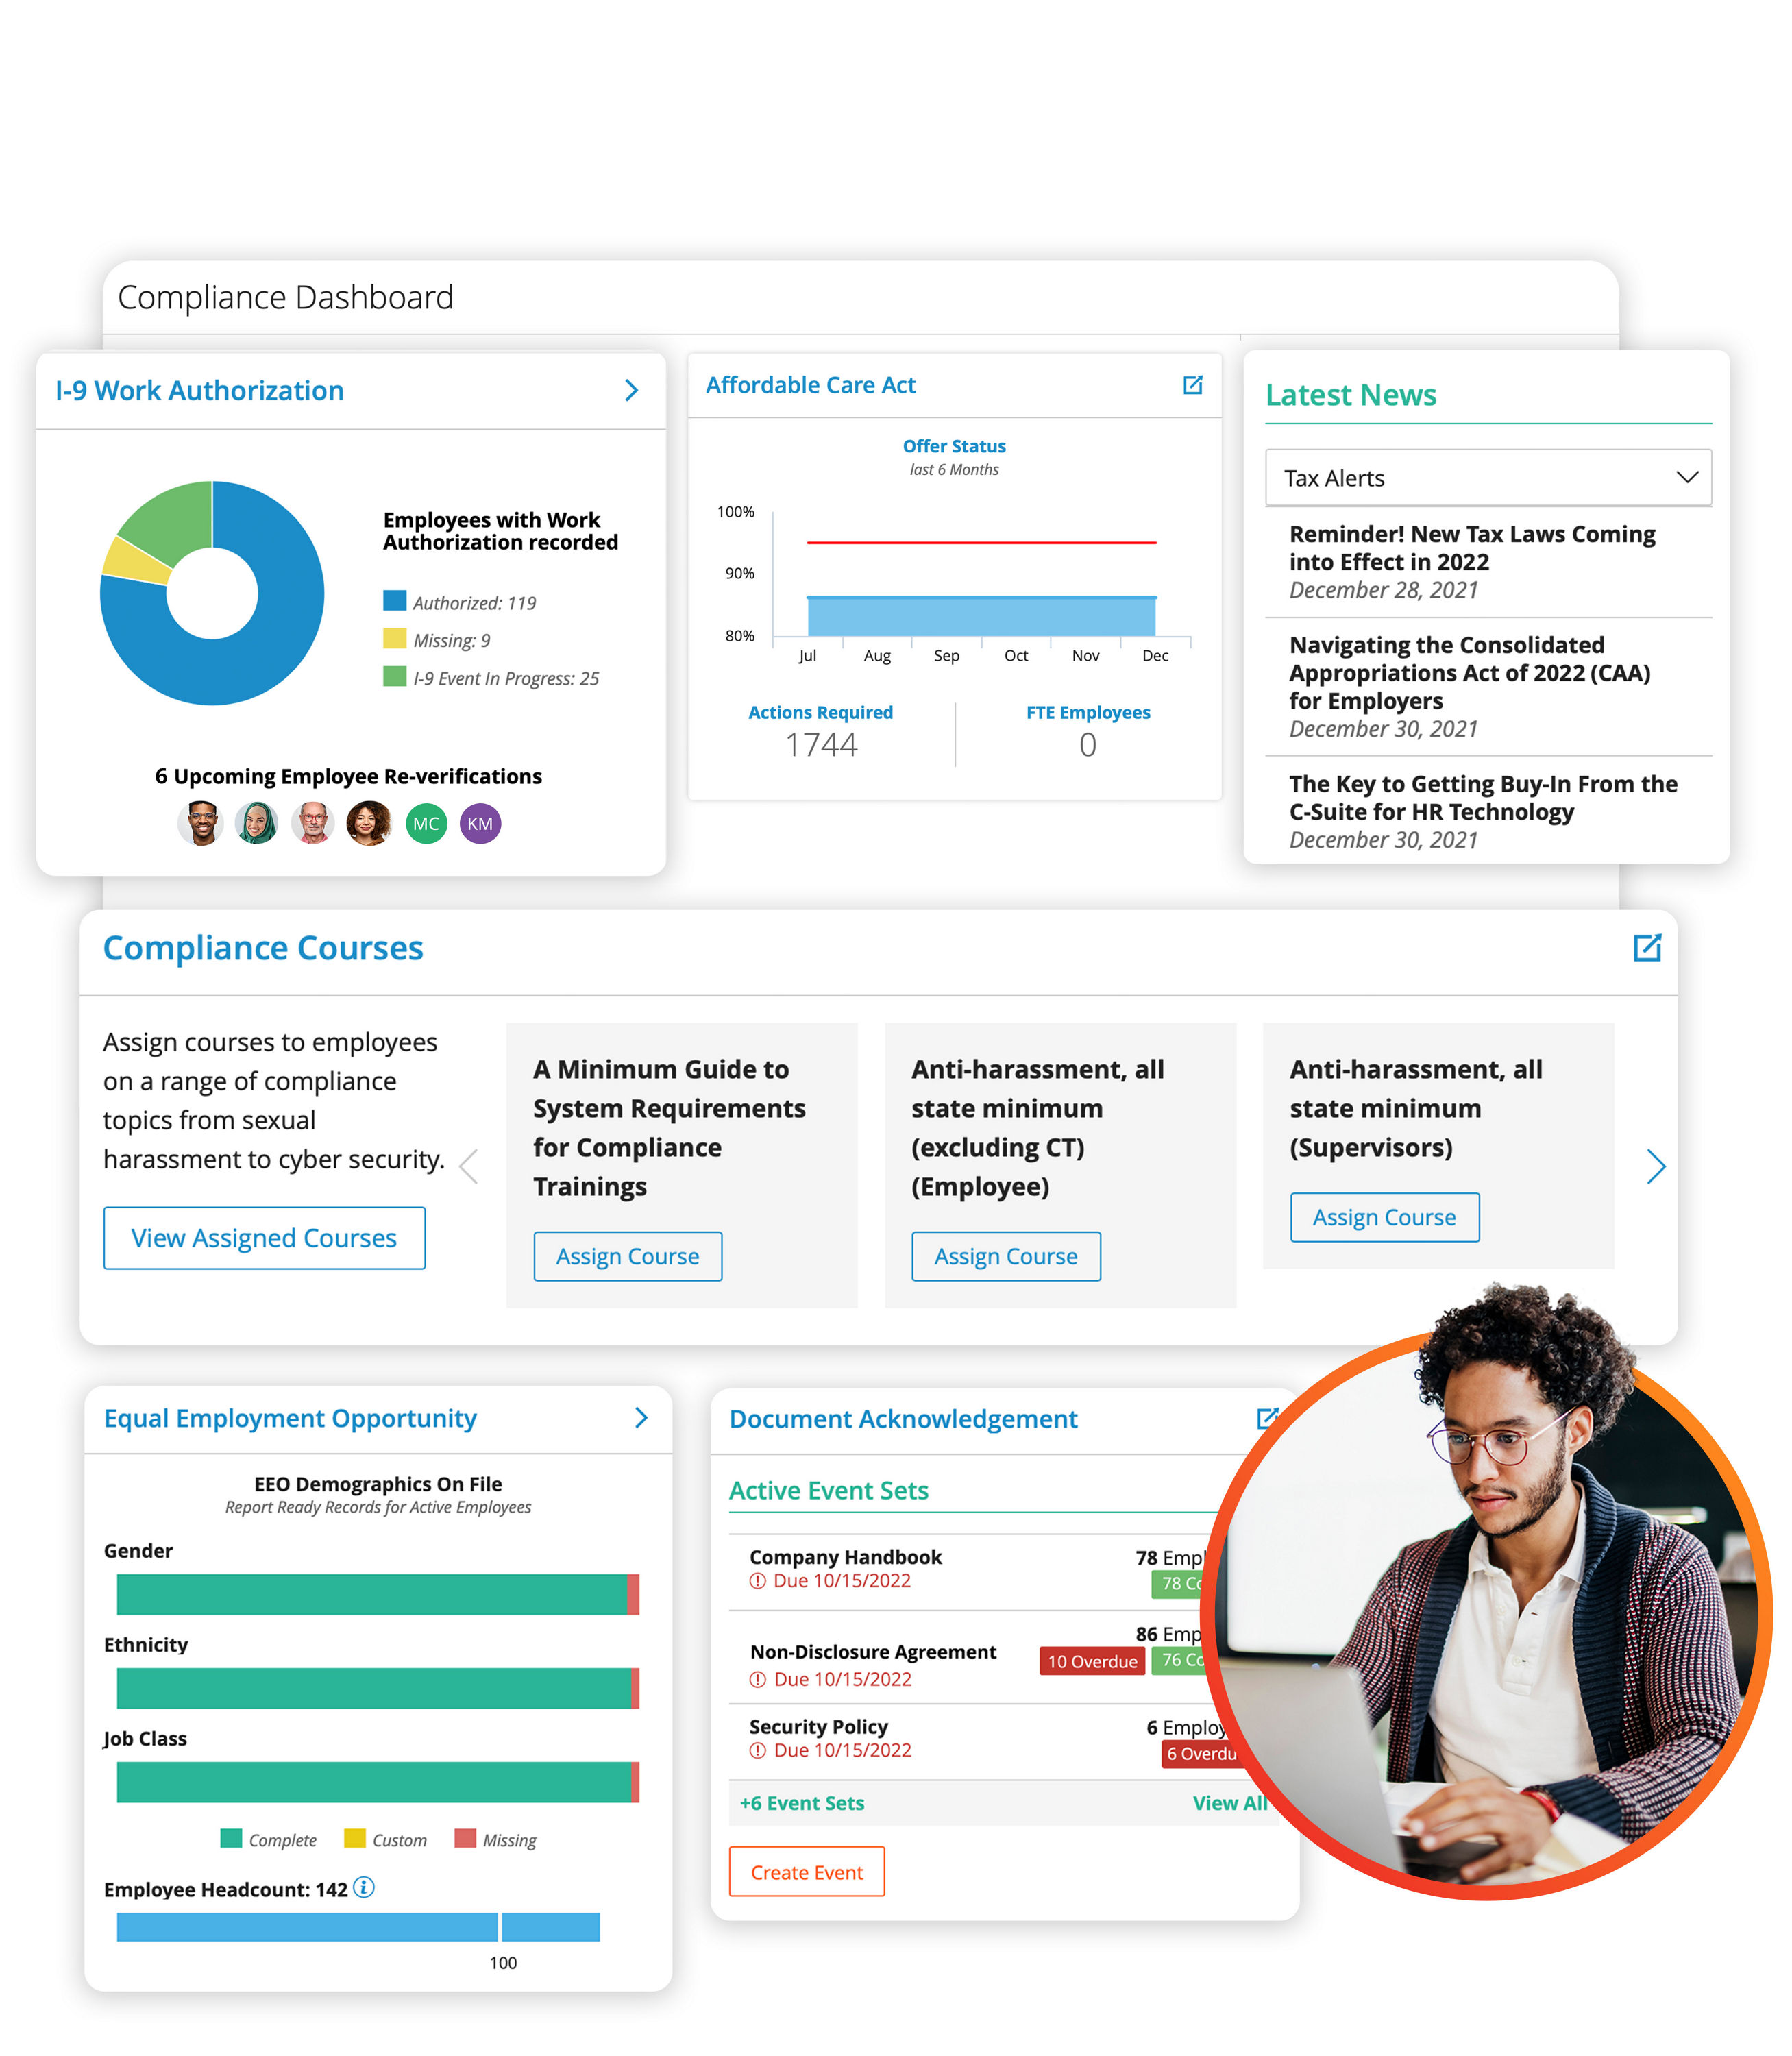 Compliance Dashboard
I-9 Work Authorization
Employees with Work
Authorization recorded
Authorized: 119
Missing: 9
I-9 Event In Progress: 25
6 Upcoming Employee Re-verifications
MC
KM
Affordable Care Act
Offer Status
last 6 Months
100%
90%
80%
Jul Aug Sep Oct Nov Dec
Actions Required
1744
FTE Employees
0
Latest News
Tax Alerts
Reminder! New Tax Laws Coming
into Effect in 2022
December 28, 2021
Navigating the Consolidated
Appropriations Act of 2022 (CAA)
for Employers
December 30, 2021
The Key to Getting Buy-In From the
C-Suite for HR Technology
December 30, 2021
Compliance Courses
Assign courses to employees
on a range of compliance
topics from sexual
harassment to cyber security.
View Assigned Courses
A Minimum Guide to
System Requirements
for Compliance
Trainings
Assign Course
Anti-harassment, all
state minimum
(excluding CT)
(Employee)
Assign Course
Anti-harassment, all
state minimum
(Supervisors)
Assign Course
Equal Employment Opportunity
EEO Demographics On File
Report Ready Records for Active Employees
Gender
Ethnicity
Job Class
Complete Custom Missing
Employee Headcount: 142
100
Document Acknowledgement
Active Event Sets
Company Handbook
Due 10/15/2022
78
78
Non-Disclosure Agreement
Due 10/15/2022
86
10 Overdue
76
Security Policy
Due 10/15/2022
6
6
+6 Event Sets
View All
Create Event